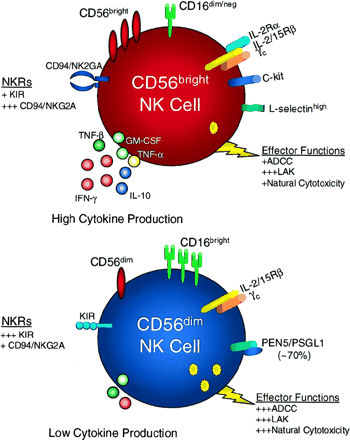 CD56bright
CD16dim/neg
IL-2Rα
IL-2/15Rβ
γc
CD94/NK2GA
C-kit
NKRs
+ KIR
+++ CD94/NKG2A
CD56bright
NK Cell
L-selectinhigh
TNF-β
GM-CSF
TNF-α
IFN-γ
IL-10
Effector Functions
+ADCC
+++LAK
+Natural Cytotoxicity
High Cytokine Production
CD16bright
CD56dim
IL-2/15Rβ
γc
NKRs
+++ KIR
+ CD94/NKG2A
KIR
CD56dim
NK Cell
PEN5/PSGL1
(~70%)
Effector Functions
+++ADCC
+++LAK
+++Natural Cytotoxicity
Low Cytokine Production